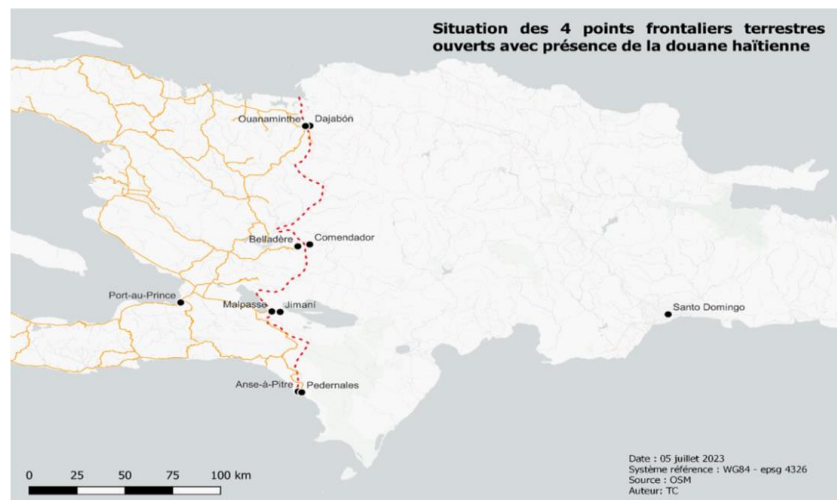 Situation des 4 points frontaliers terrestres
ouverts avec présence de la douane haïtienne
Ouanaminthe
Dajabón
Belladère
Comendador
Port-au-Prince
Malpasse
Jimaní
Santo Domingo
Anse-à-Pitre
Pedernales
0 25 50 75 100 km
Date : 05 juillet 2023
Système référence : WG84 - epsg 4326
Source : OSM
Auteur: TC